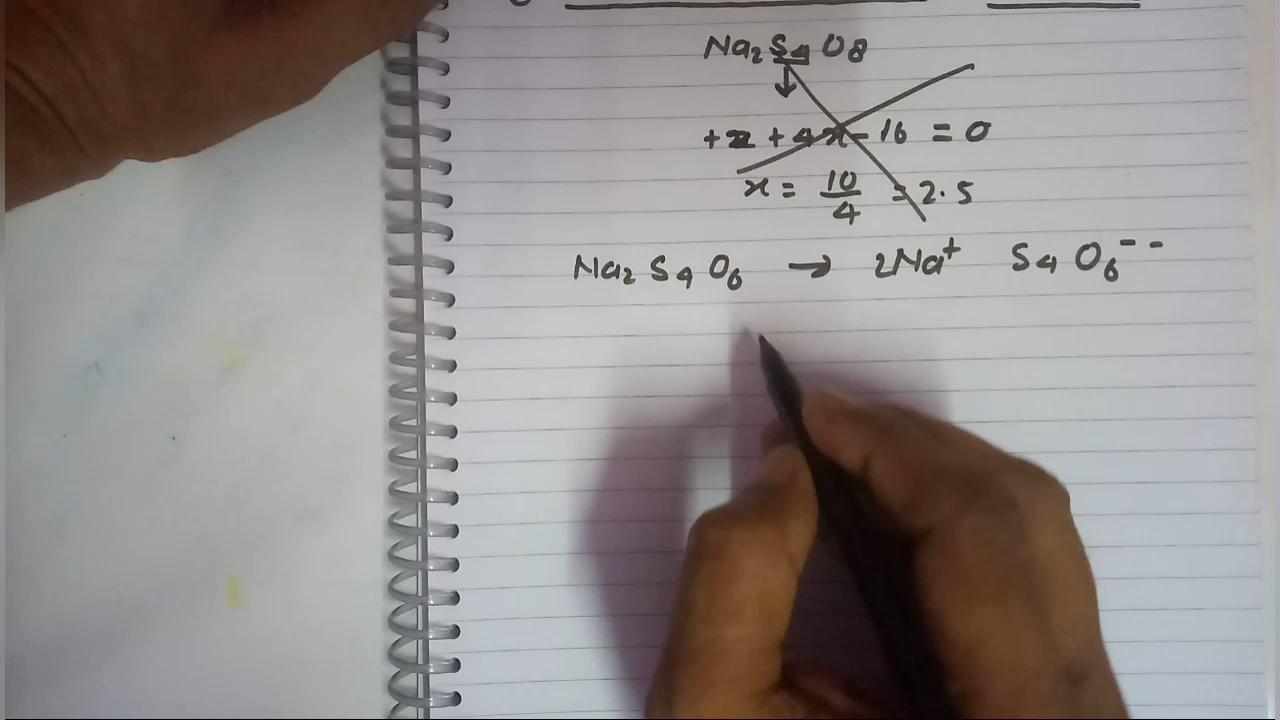 Na₂S₄O₈
+2 + 4x - 16 = 0
x = 10/4 = 2.5
Na₂S₄O₆ → 2Na⁺ S₄O₆⁻⁻